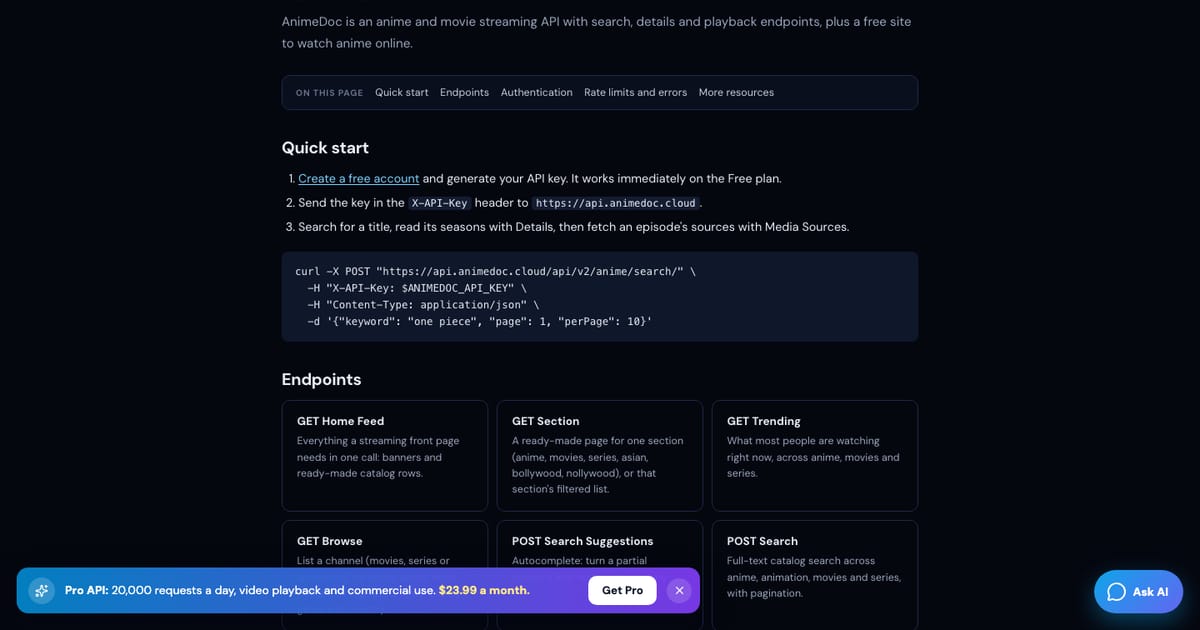 AnimeDoc is an anime and movie streaming API with search, details and playback endpoints, plus a free site
to watch anime online.
ON THIS PAGE Quick start Endpoints Authentication Rate limits and errors More resources
Quick start
1. Create a free account and generate your API key. It works immediately on the Free plan.
2. Send the key in the X-API-Key header to https://api.animedoc.cloud.
3. Search for a title, read its seasons with Details, then fetch an episode's sources with Media Sources.
curl -X POST "https://api.animedoc.cloud/api/v2/anime/search/" \
-H "X-API-Key: $ANIMEDOC_API_KEY" \
-H "Content-Type: application/json" \
-d '{"keyword": "one piece", "page": 1, "perPage": 10}'
Endpoints
GET Home Feed
Everything a streaming front page
needs in one call: banners and
ready-made catalog rows.
GET Section
A ready-made page for one section
(anime, movies, series, asian,
bollywood, nollywood), or that
section's filtered list.
GET Trending
What most people are watching
right now, across anime, movies and
series.
GET Browse
List a channel (movies, series or
POST Search Suggestions
Autocomplete: turn a partial
POST Search
Full-text catalog search across
anime, animation, movies and series,
with pagination.
Pro API: 20,000 requests a day, video playback and commercial use. $23.99 a month.
Get Pro
Ask AI